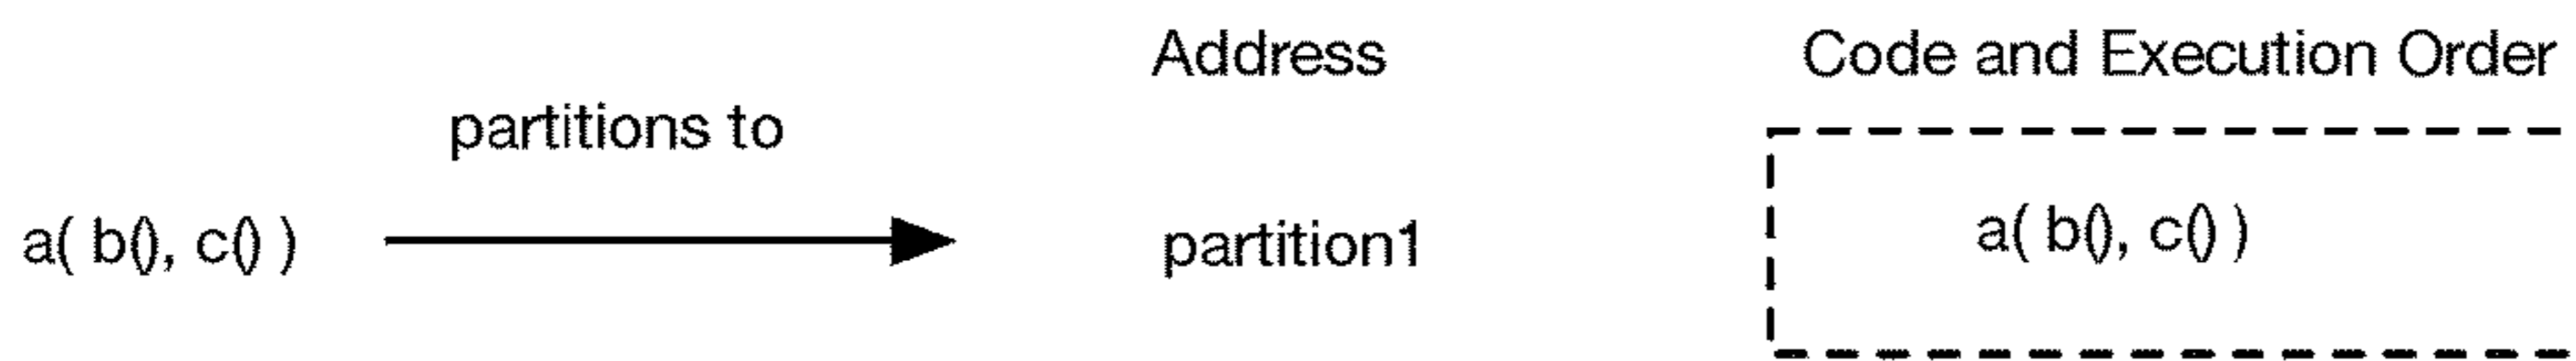 Address
Code and Execution Order
partitions to
a( b(), c() )
partition1
a( b(), c() )